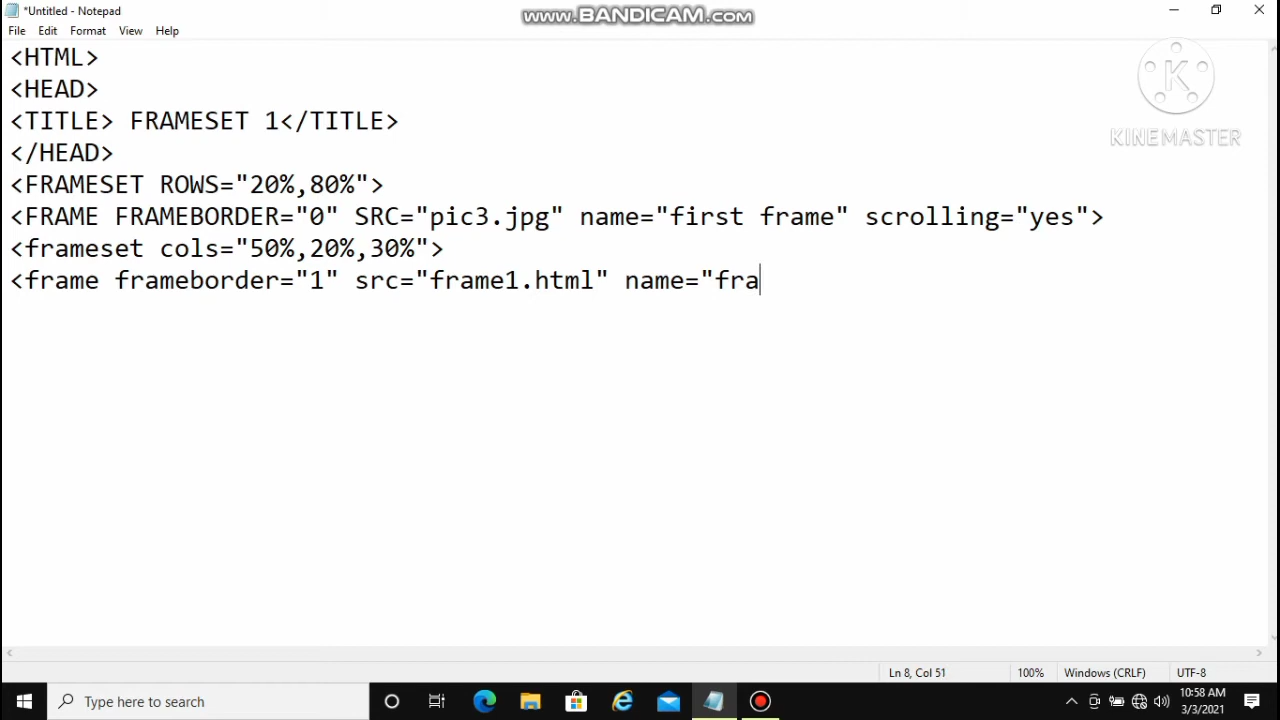 *Untitled - Notepad
www.BANDICAM.com
File Edit Format View Help
<HTML>
<HEAD>
<TITLE> FRAMESET 1</TITLE>
</HEAD>
<FRAMESET ROWS="20%,80%">
<FRAME FRAMEBORDER="0" SRC="pic3.jpg" name="first frame" scrolling="yes">
<frameset cols="50%,20%,30%">
<frame frameborder="1" src="frame1.html" name="fra
K
KINEMASTER
Ln 8, Col 51 100% Windows (CRLF) UTF-8
Type here to search
10:58 AM
3/3/2021